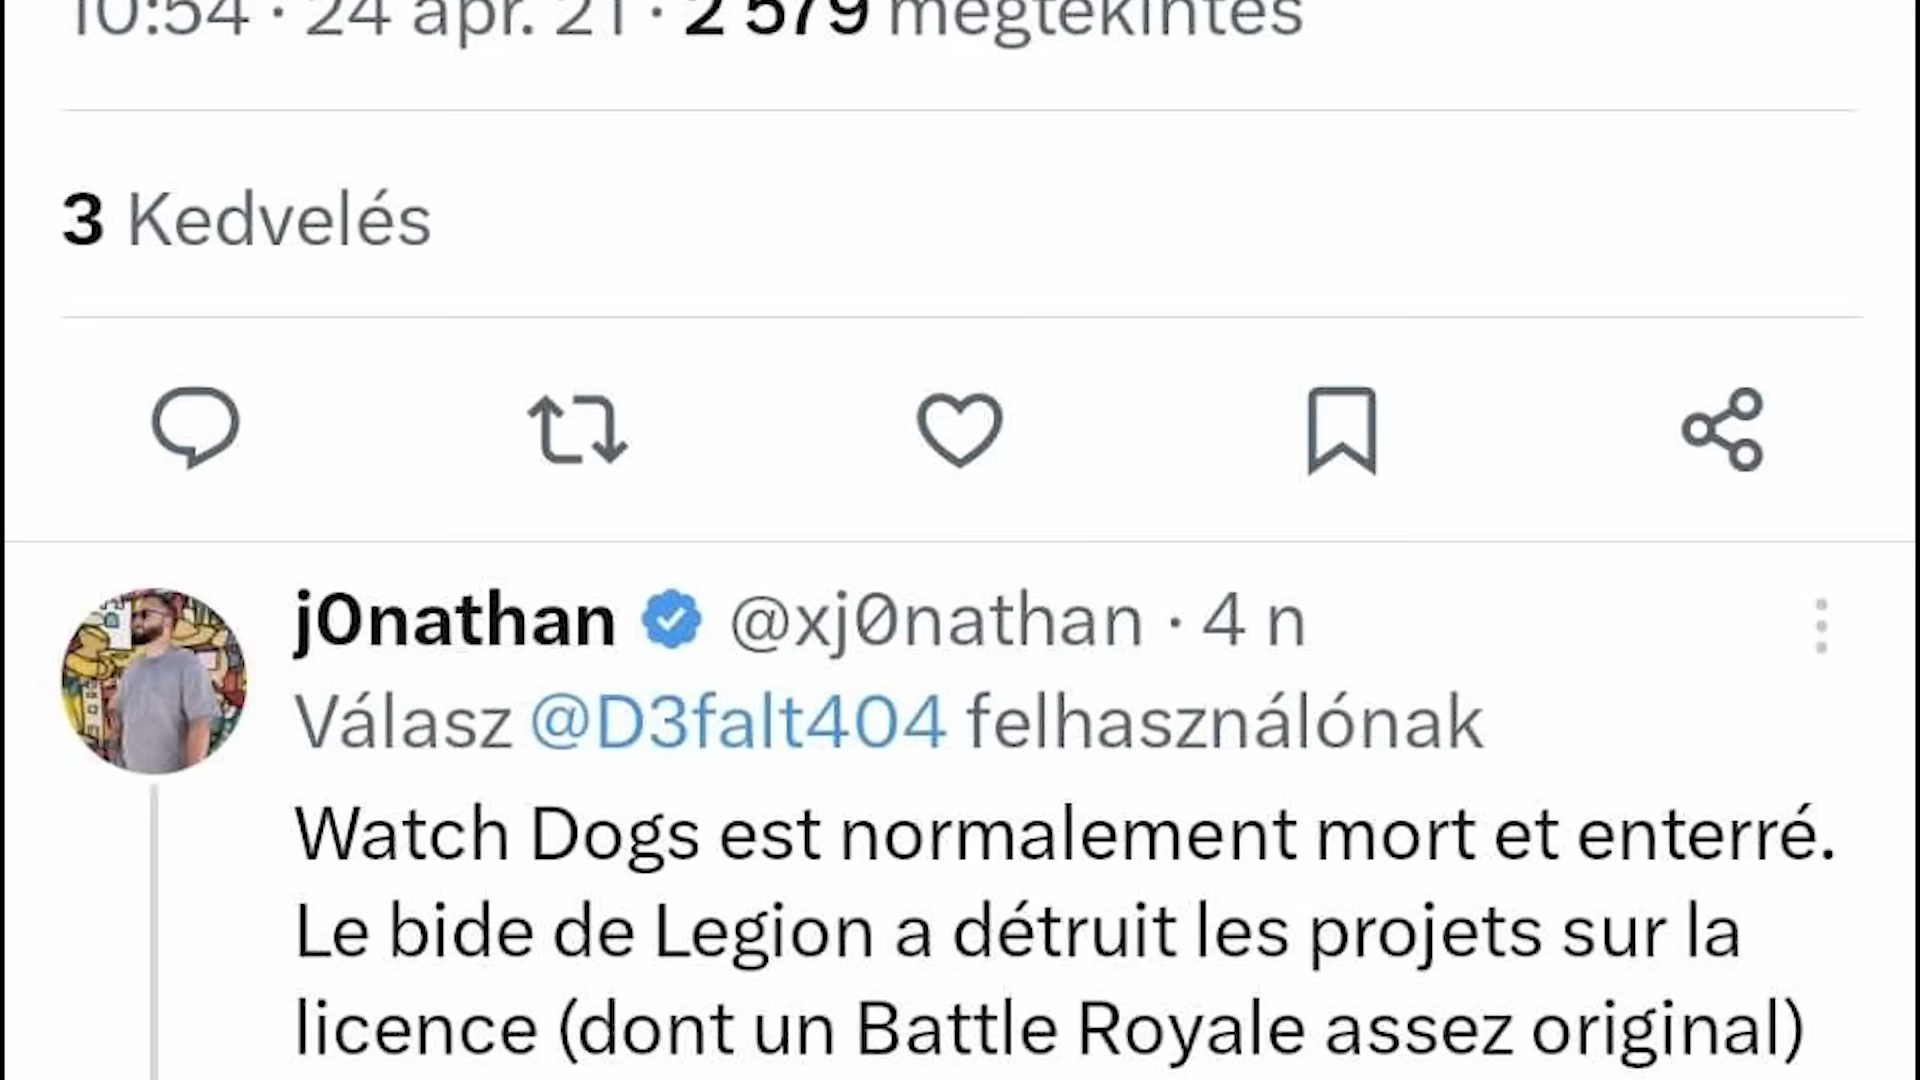 10:54 · 24 ápr. 21 · 2 579 megtekintés
3 Kedvelés
j0nathan @xj0nathan · 4 n
Válasz @D3falt404 felhasználónak
Watch Dogs est normalement mort et enterré.
Le bide de Legion a détruit les projets sur la
licence (dont un Battle Royale assez original)